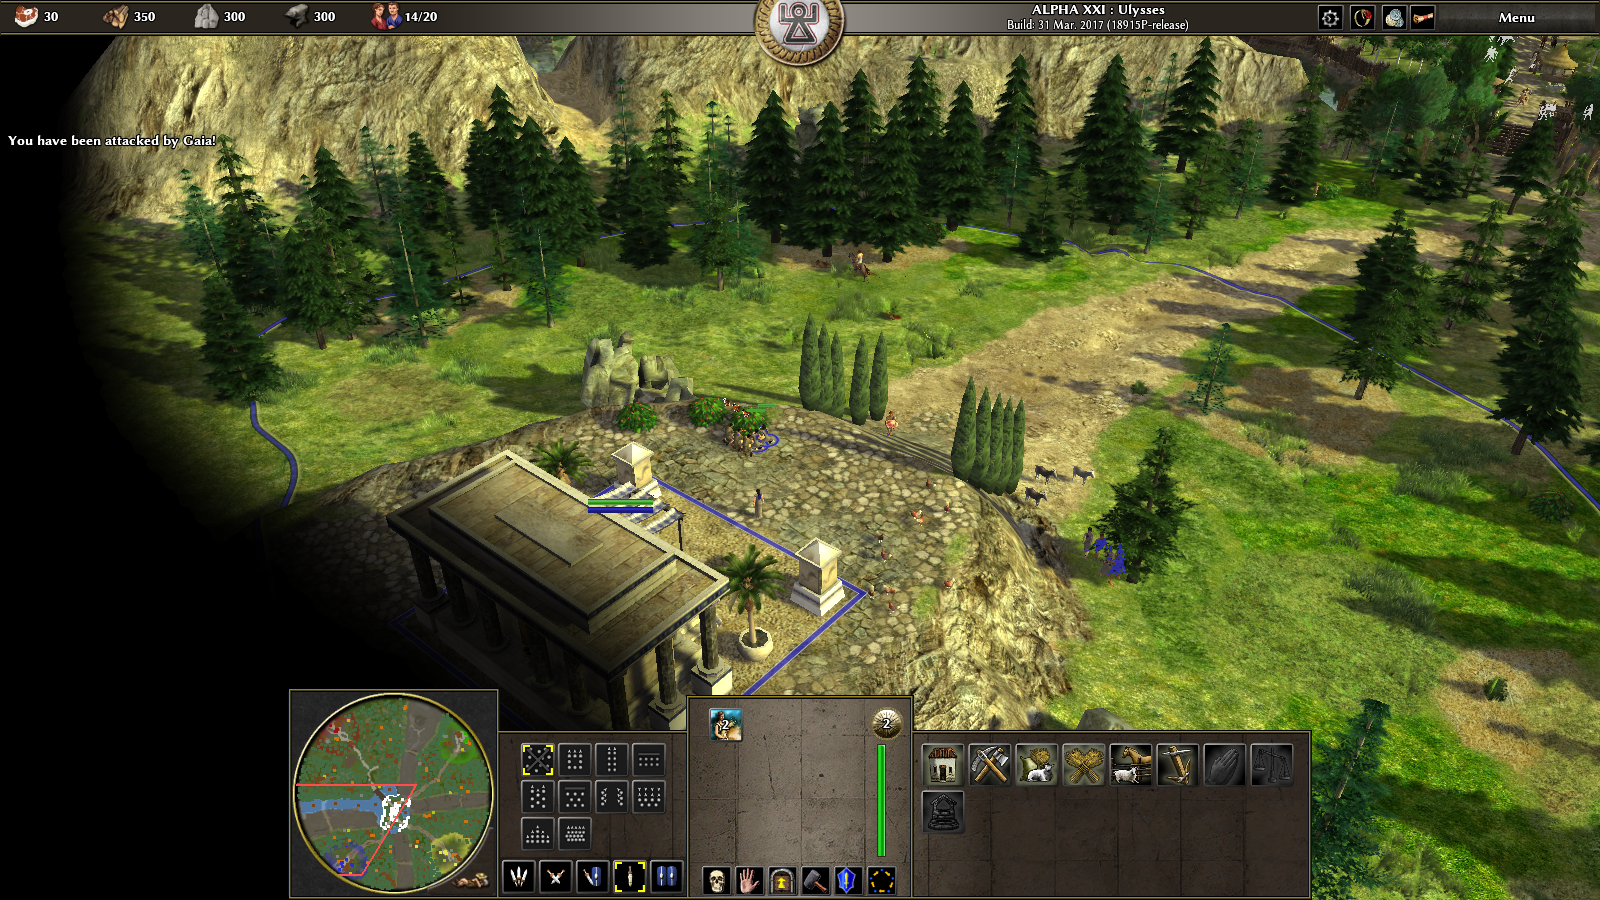 30
350
300
300
14/20
ALPHA XXI : Ulysses
Build: 31 Mar. 2017 (18915P-release)
Menu
You have been attacked by Gaia!
2
2